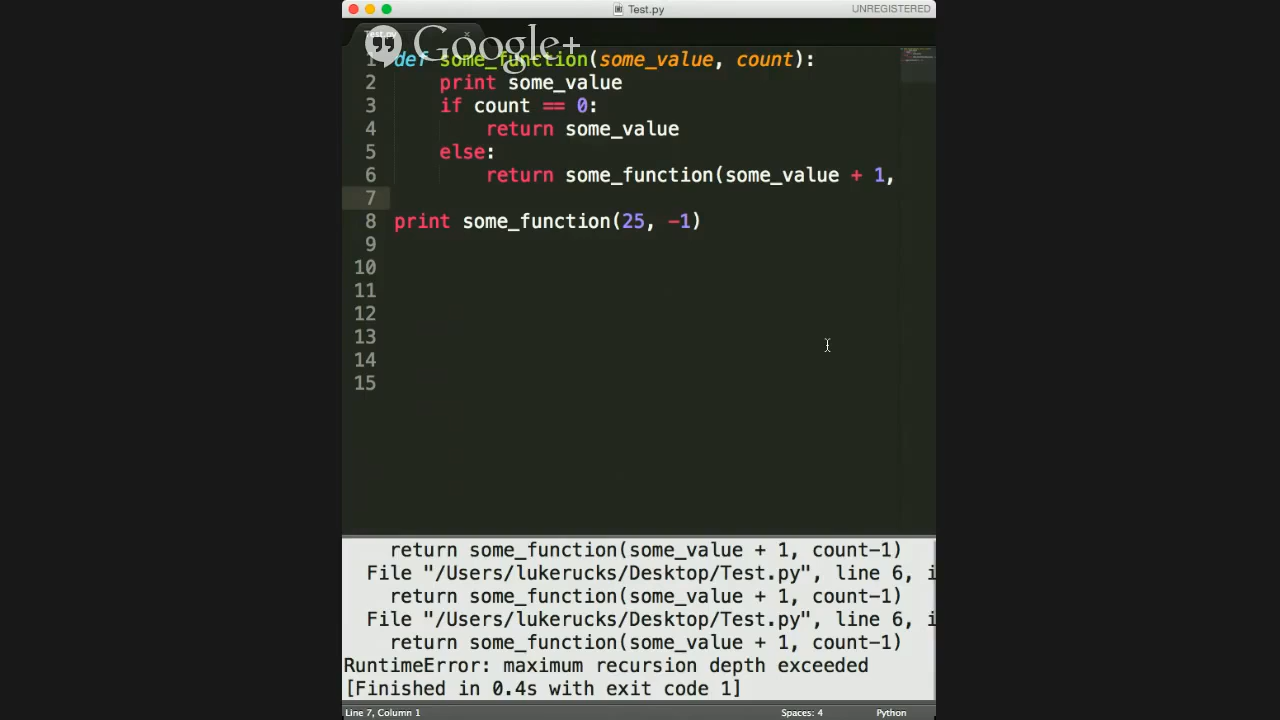 Test.py
UNREGISTERED
Test.py
Google+
1 def some_function(some_value, count):
2 print some_value
3 if count == 0:
4 return some_value
5 else:
6 return some_function(some_value + 1,
7
8 print some_function(25, -1)
9
10
11
12
13
14
15
return some_function(some_value + 1, count-1)
File "/Users/lukerucks/Desktop/Test.py", line 6, i
return some_function(some_value + 1, count-1)
File "/Users/lukerucks/Desktop/Test.py", line 6, i
return some_function(some_value + 1, count-1)
RuntimeError: maximum recursion depth exceeded
[Finished in 0.4s with exit code 1]
Line 7, Column 1
Spaces: 4
Python